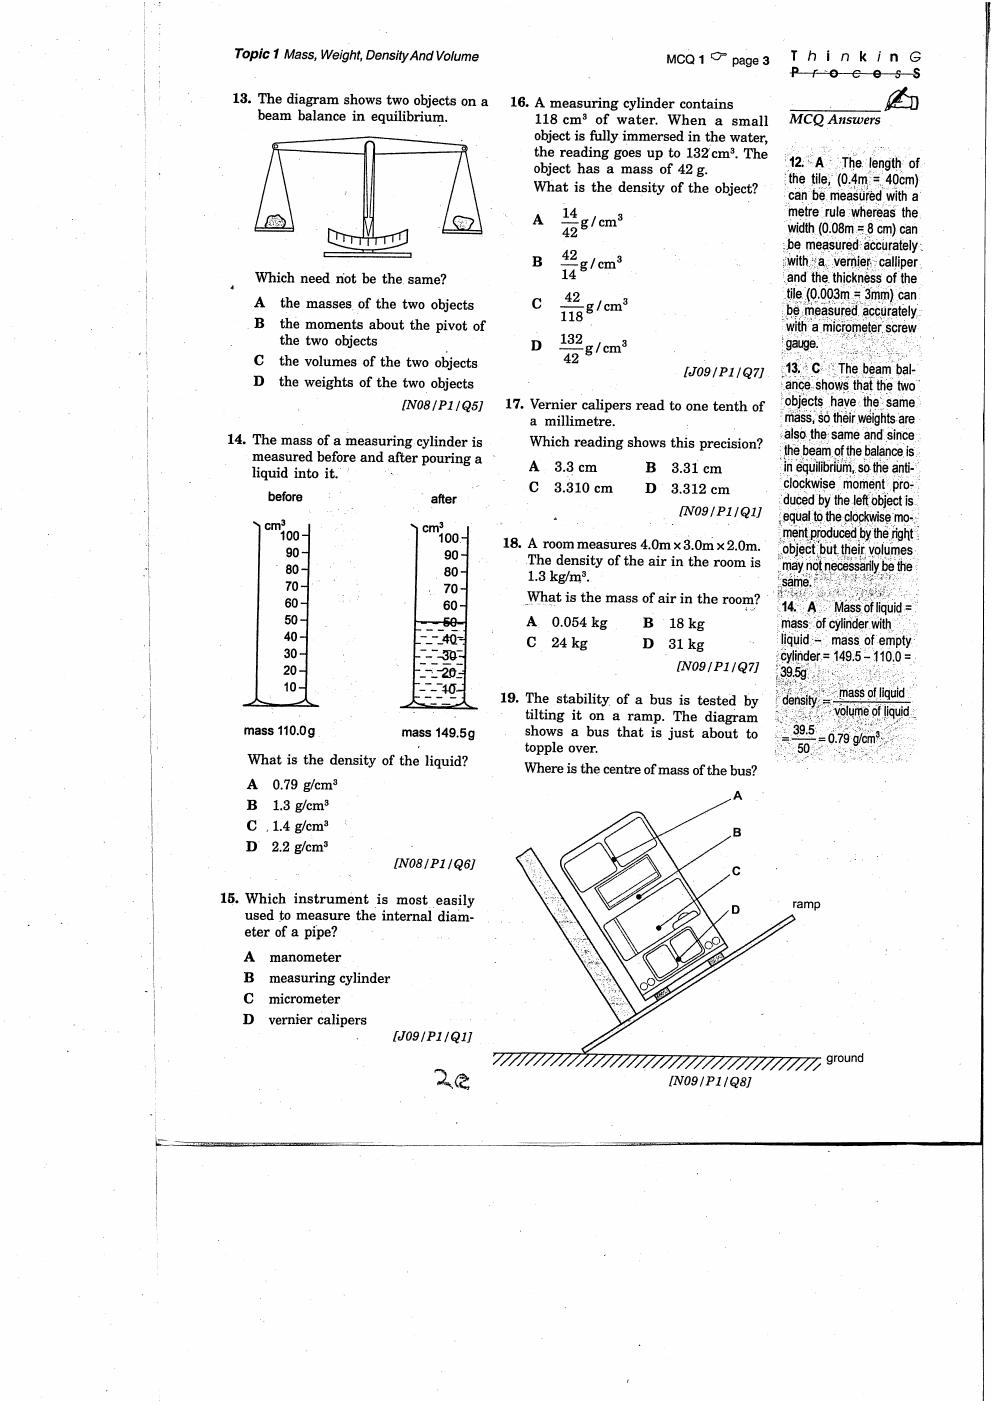 Topic 1 Mass, Weight, Density And Volume
MCQ 1 ☞ page 3
ThinkinG
ProcesS
13. The diagram shows two objects on a
beam balance in equilibrium.
Which need not be the same?
A the masses of the two objects
B the moments about the pivot of
the two objects
C the volumes of the two objects
D the weights of the two objects
[N08/P1/Q5]
14. The mass of a measuring cylinder is
measured before and after pouring a
liquid into it.
before after
cm³ cm³
100 100
90 90
80 80
70 70
60 60
50 50
40 40
30 30
20 20
10 10
mass 110.0g mass 149.5g
What is the density of the liquid?
A 0.79 g/cm³
B 1.3 g/cm³
C 1.4 g/cm³
D 2.2 g/cm³
[N08/P1/Q6]
15. Which instrument is most easily
used to measure the internal diam-
eter of a pipe?
A manometer
B measuring cylinder
C micrometer
D vernier calipers
[J09/P1/Q1]
16. A measuring cylinder contains
118 cm³ of water. When a small
object is fully immersed in the water,
the reading goes up to 132 cm³. The
object has a mass of 42 g.
What is the density of the object?
A 14/42 g/cm³
B 42/14 g/cm³
C 42/118 g/cm³
D 132/42 g/cm³
[J09/P1/Q7]
17. Vernier calipers read to one tenth of
a millimetre.
Which reading shows this precision?
A 3.3 cm B 3.31 cm
C 3.310 cm D 3.312 cm
[N09/P1/Q1]
18. A room measures 4.0m × 3.0m × 2.0m.
The density of the air in the room is
1.3 kg/m³.
What is the mass of air in the room?
A 0.054 kg B 18 kg
C 24 kg D 31 kg
[N09/P1/Q7]
19. The stability of a bus is tested by
tilting it on a ramp. The diagram
shows a bus that is just about to
topple over.
Where is the centre of mass of the bus?
A
B
C
D
ramp
ground
[N09/P1/Q8]
MCQ Answers
12. A The length of
the tile, (0.4m = 40cm)
can be measured with a
metre rule whereas the
width (0.08m = 8 cm) can
be measured accurately
with a vernier calliper
and the thickness of the
tile (0.003m = 3mm) can
be measured accurately
with a micrometer screw
gauge.
13. C The beam bal-
ance shows that the two
objects have the same
mass, so their weights are
also the same and since
the beam of the balance is
in equilibrium, so the anti-
clockwise moment pro-
duced by the left object is
equal to the clockwise mo-
ment produced by the right
object but their volumes
may not necessarily be the
same.
14. A Mass of liquid =
mass of cylinder with
liquid – mass of empty
cylinder = 149.5 – 110.0 =
39.5g
density = mass of liquid / volume of liquid
= 39.5/50 = 0.79 g/cm³